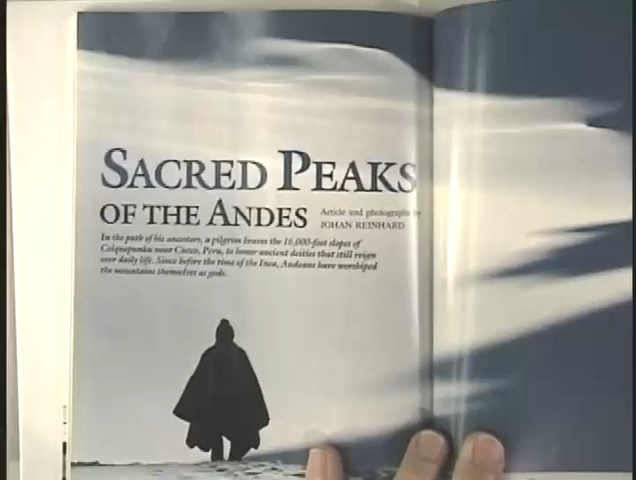 SACRED PEAKS
OF THE ANDES
Article and photographs by
JOHAN REINHARD
In the path of his ancestors, a pilgrim braves the 16,000-foot slopes of
Colquepunku near Cuzco, Peru, to honor ancient deities that still reign
over daily life. Since before the time of the Inca, Andeans have worshiped
the mountains themselves as gods.